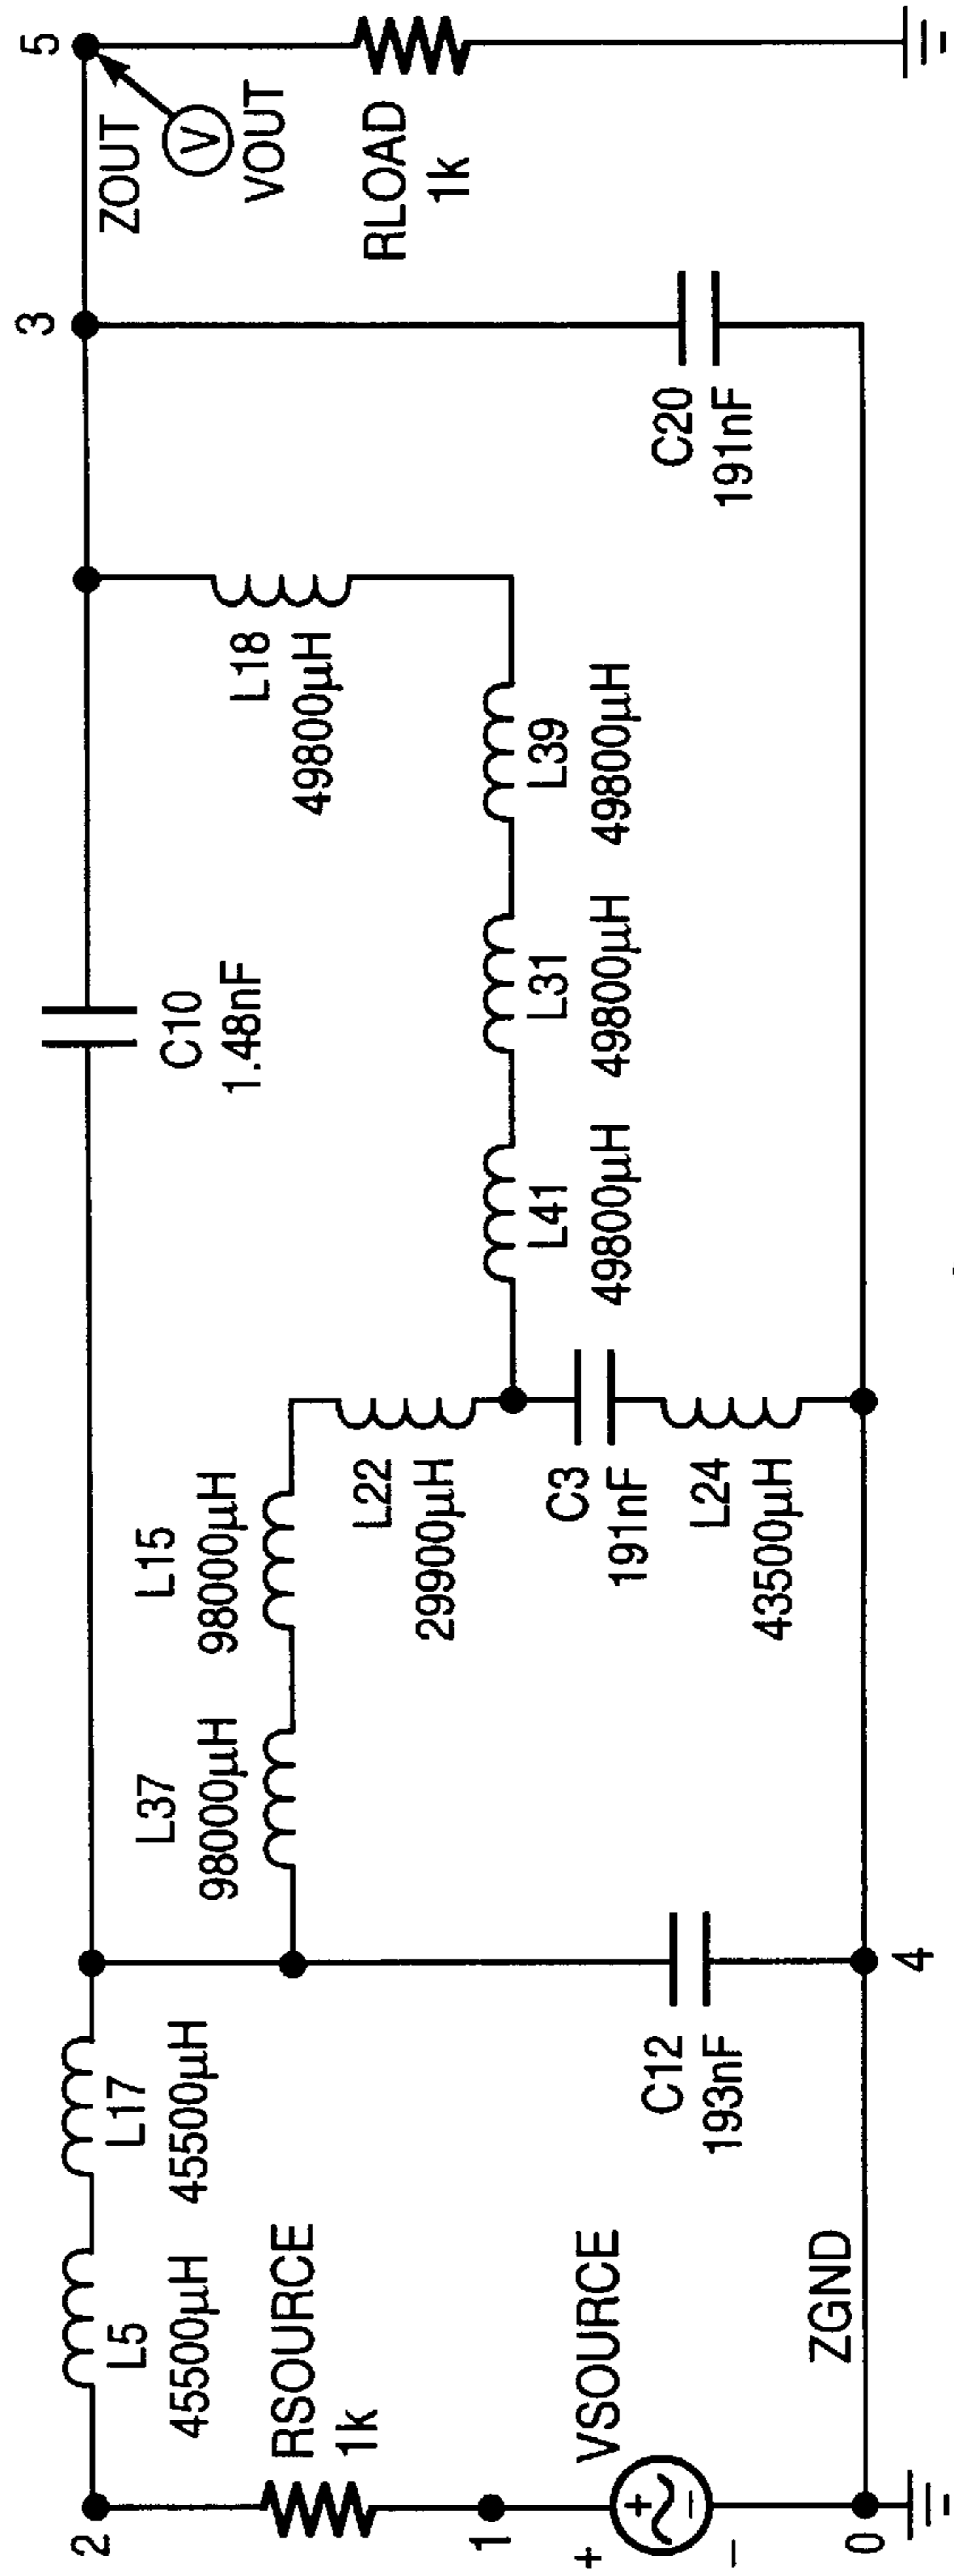 2
L5
45500µH
L17
45500µH
C10
1.48nF
3
5
ZOUT
V
VOUT
RSOURCE
1k
L37
98000µH
L15
98000µH
L22
29900µH
L18
49800µH
L41
49800µH
L31
49800µH
L39
49800µH
RLOAD
1k
1
+
VSOURCE
+
−
−
C12
193nF
C3
191nF
L24
43500µH
C20
191nF
0
ZGND
4